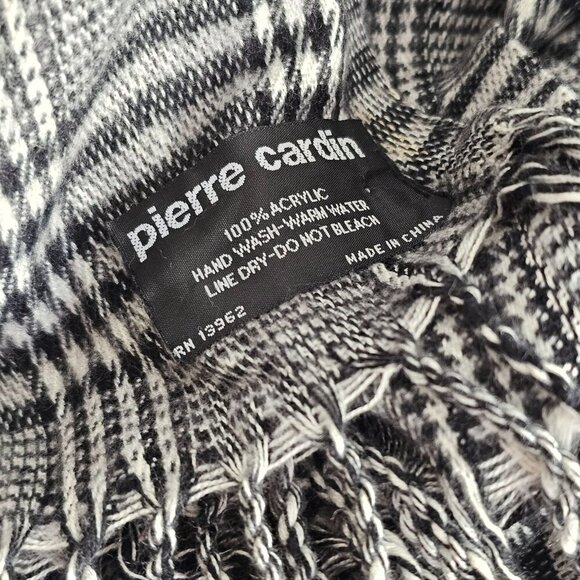 pierre cardin
100% ACRYLIC
HAND WASH-WARM WATER
LINE DRY-DO NOT BLEACH
MADE IN CHINA
RN 13962